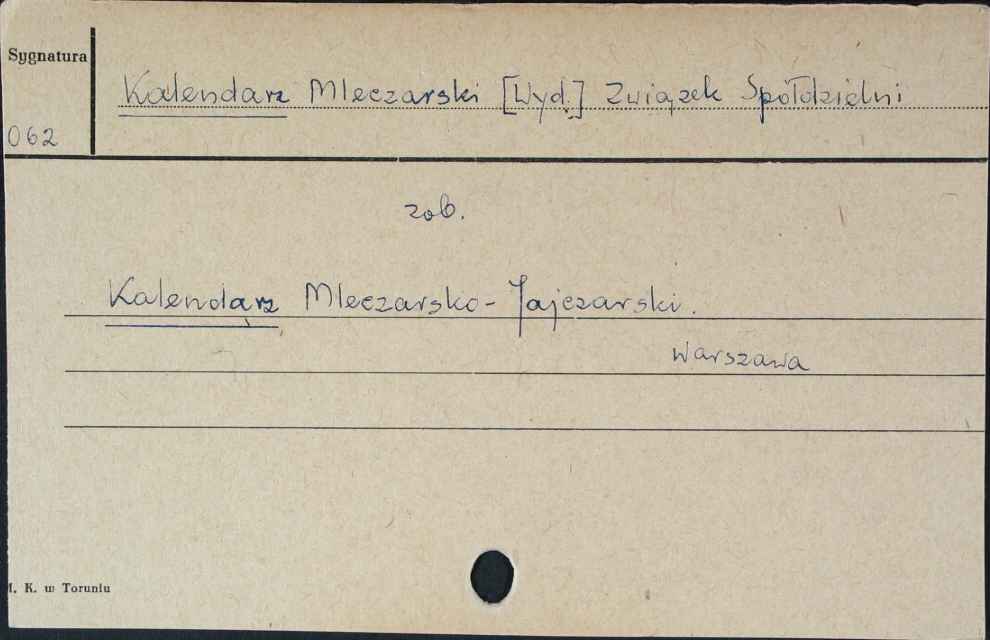 Sygnatura
Kalendarz Mleczarski [Wyd.] Związek Spółdzielni
062
zob.
Kalendarz Mleczarsko-Jajczarski.
Warszawa
M. K. w Toruniu